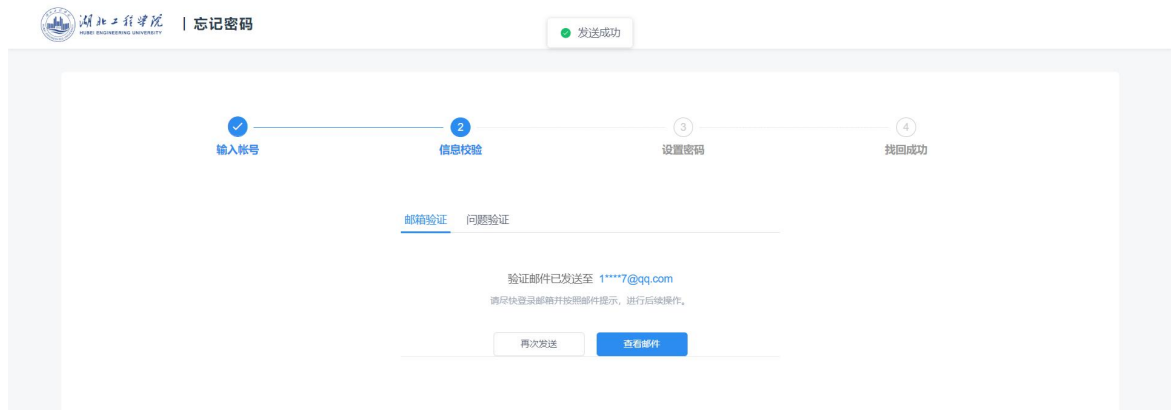 湖北工程学院
HUBEI ENGINEERING UNIVERSITY
| 忘记密码
发送成功
2
3
4
输入帐号
信息校验
设置密码
找回成功
邮箱验证 问题验证
验证邮件已发送至 1****7@qq.com
请尽快登录邮箱并按照邮件提示，进行后续操作。
再次发送 查看邮件